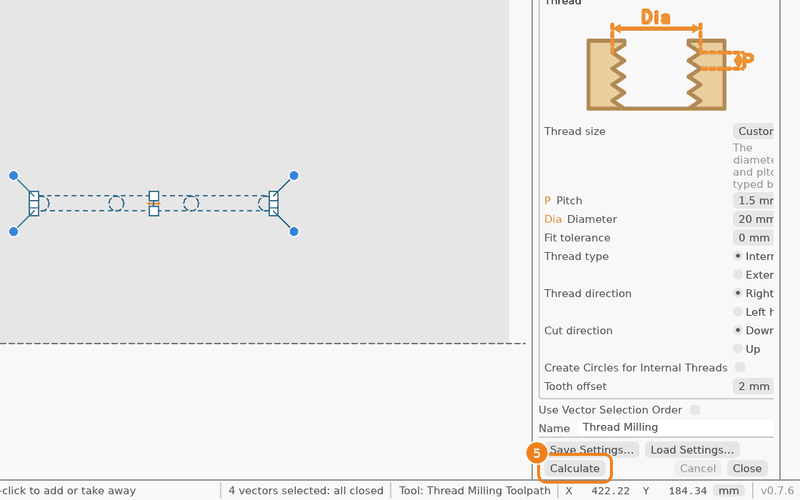 Thread
Dia
P
Thread size
Custor
The
diamete
and pitc
typed b
P Pitch
1.5 mr
Dia Diameter
20 mm
Fit tolerance
0 mm
Thread type
Interr
Exter
Thread direction
Right
Left h
Cut direction
Down
Up
Create Circles for Internal Threads
Tooth offset
2 mm
Use Vector Selection Order
Name Thread Milling
5
Save Settings... Load Settings...
Calculate Cancel Close
-click to add or take away
4 vectors selected: all closed
Tool: Thread Milling Toolpath
X 422.22 Y 184.34 mm
v0.7.6